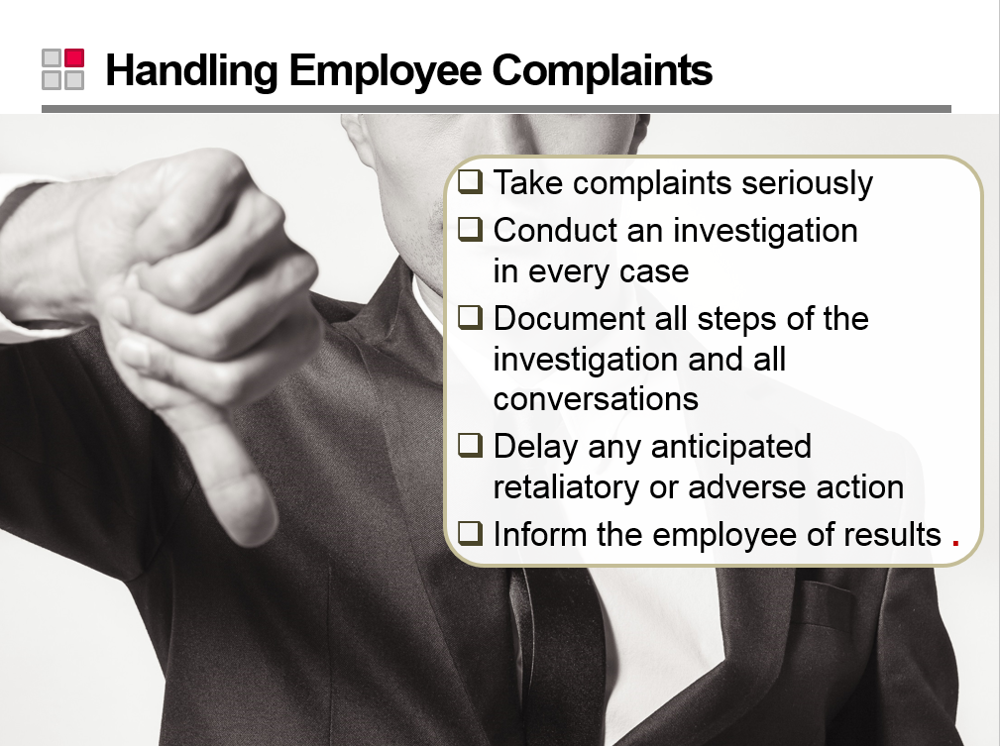 Handling Employee Complaints
Take complaints seriously
Conduct an investigation
in every case
Document all steps of the
investigation and all
conversations
Delay any anticipated
retaliatory or adverse action
Inform the employee of results .